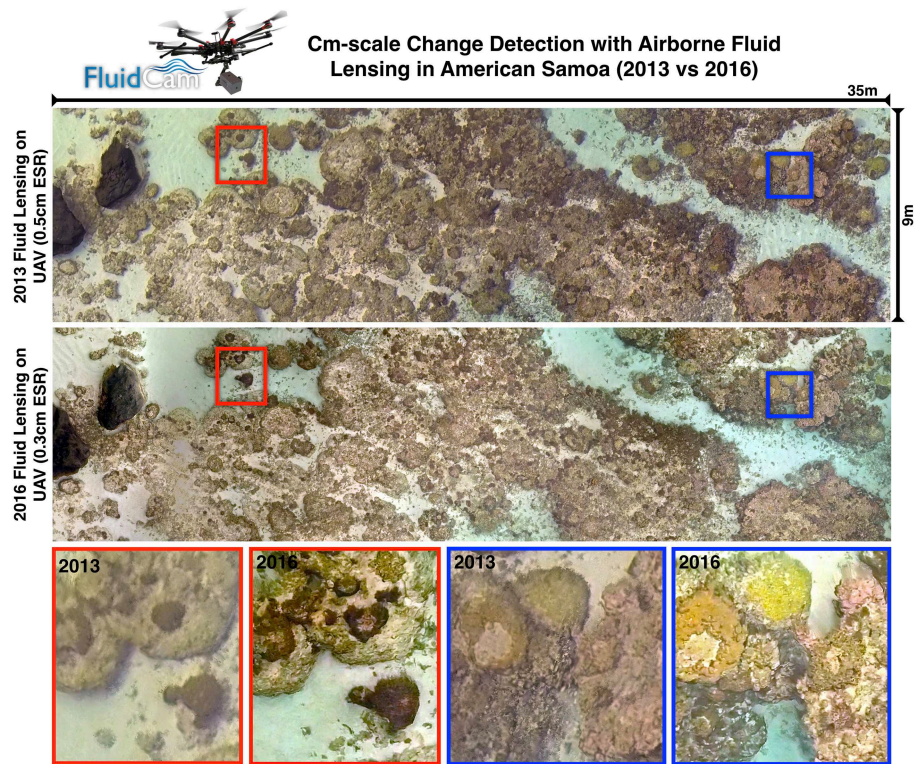 FluidCam
Cm-scale Change Detection with Airborne Fluid
Lensing in American Samoa (2013 vs 2016)
35m
2013 Fluid Lensing on
UAV (0.5cm ESR)
9m
2016 Fluid Lensing on
UAV (0.3cm ESR)
2013
2016
2013
2016